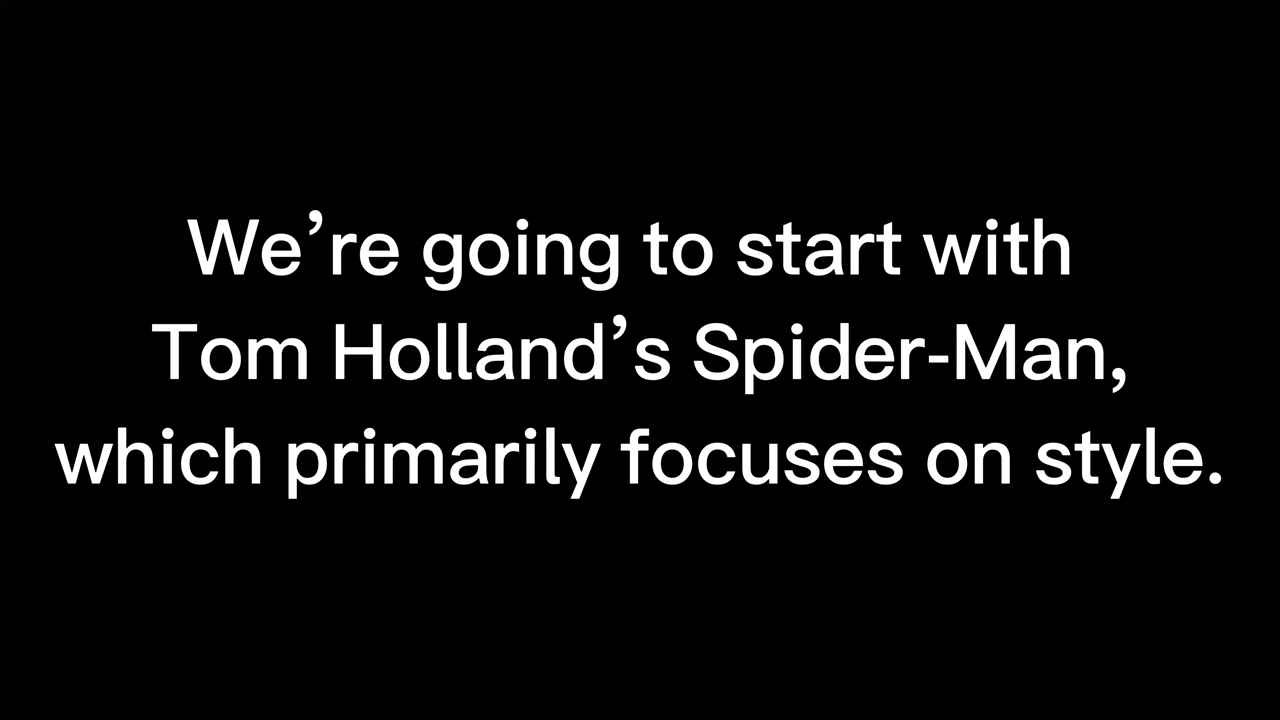 We’re going to start with
Tom Holland’s Spider-Man,
which primarily focuses on style.